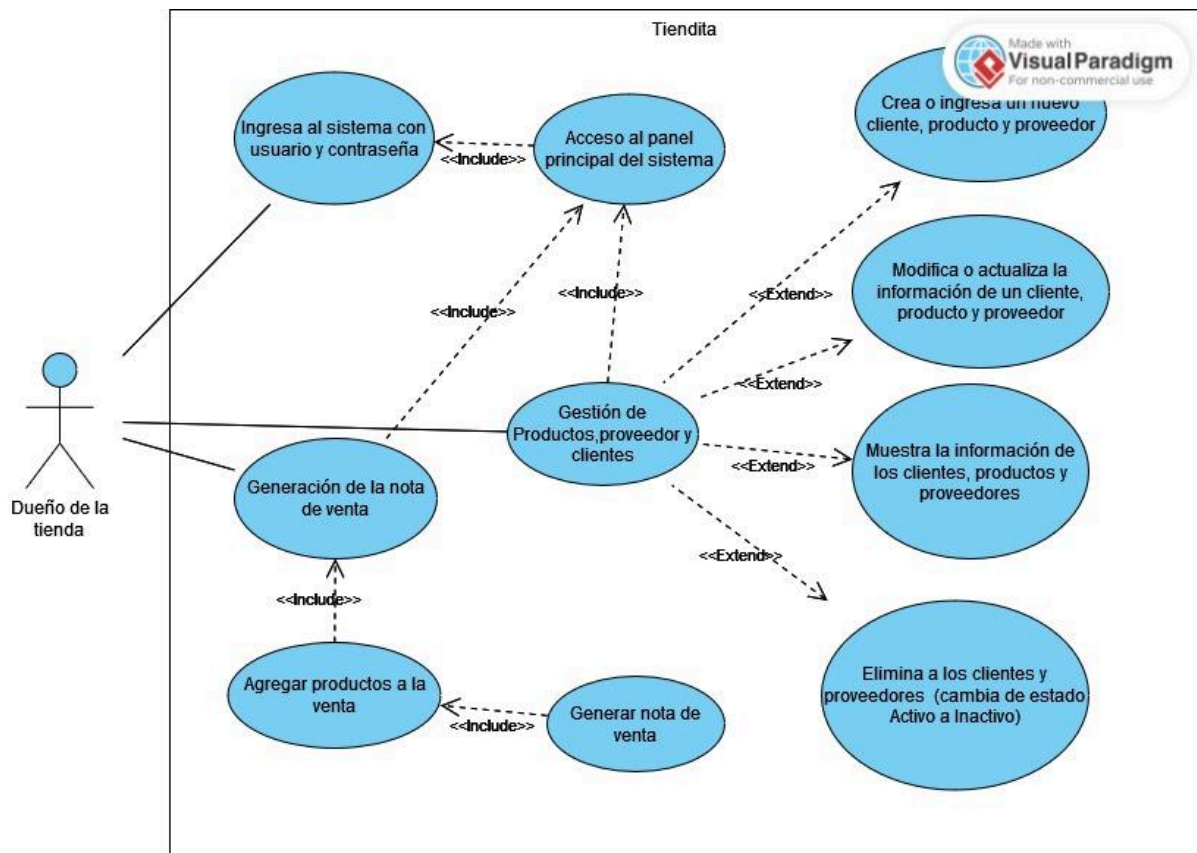 Tiendita
Made with
Visual Paradigm
For non-commercial use
Ingresa al sistema con
usuario y contraseña
<<Include>>
Acceso al panel
principal del sistema
Crea o ingresa un nuevo
cliente, producto y proveedor
Modifica o actualiza la
información de un cliente,
producto y proveedor
<<Extend>>
<<Include>>
<<Include>>
<<Extend>>
Gestión de
Productos,proveedor y
clientes
Muestra la información de
los clientes, productos y
proveedores
<<Extend>>
Generación de la nota
de venta
Dueño de la
tienda
<<Extend>>
<<Include>>
Elimina a los clientes y
proveedores (cambia de estado
Activo a Inactivo)
Agregar productos a la
venta
<<Include>>
Generar nota de
venta